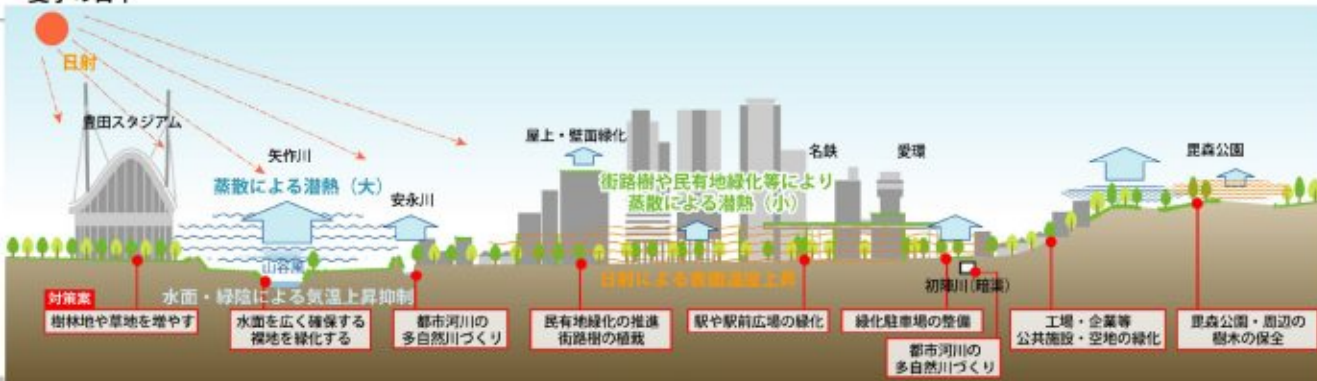 日射
豊田スタジアム
矢作川
蒸散による潜熱（大）
安永川
屋上・壁面緑化
街路樹や民有地緑化等により
蒸散による潜熱（小）
名鉄
愛環
毘森公園
山谷風
水面・緑陰による気温上昇抑制
日射による表面温度上昇
初陣川(暗渠)
対策案
樹林地や草地を増やす
水面を広く確保する
裸地を緑化する
都市河川の
多自然川づくり
民有地緑化の推進
街路樹の植栽
駅や駅前広場の緑化
緑化駐車場の整備
都市河川の
多自然川づくり
工場・企業等
公共施設・空地の緑化
毘森公園・周辺の
樹木の保全